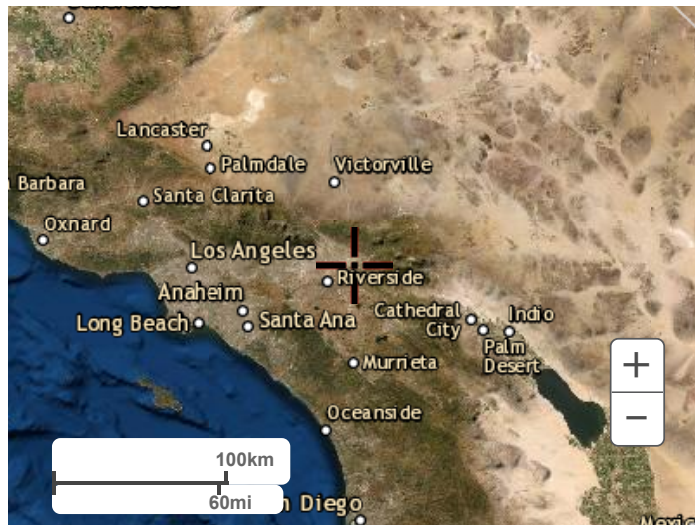 Lancaster
Palmdale
Victorville
Barbara
Santa Clarita
Oxnard
Los Angeles
Riverside
Anaheim
Cathedral
City
Indio
Long Beach
Santa Ana
Palm
Desert
Murrieta
+
−
Oceanside
100km
60mi
n Diego